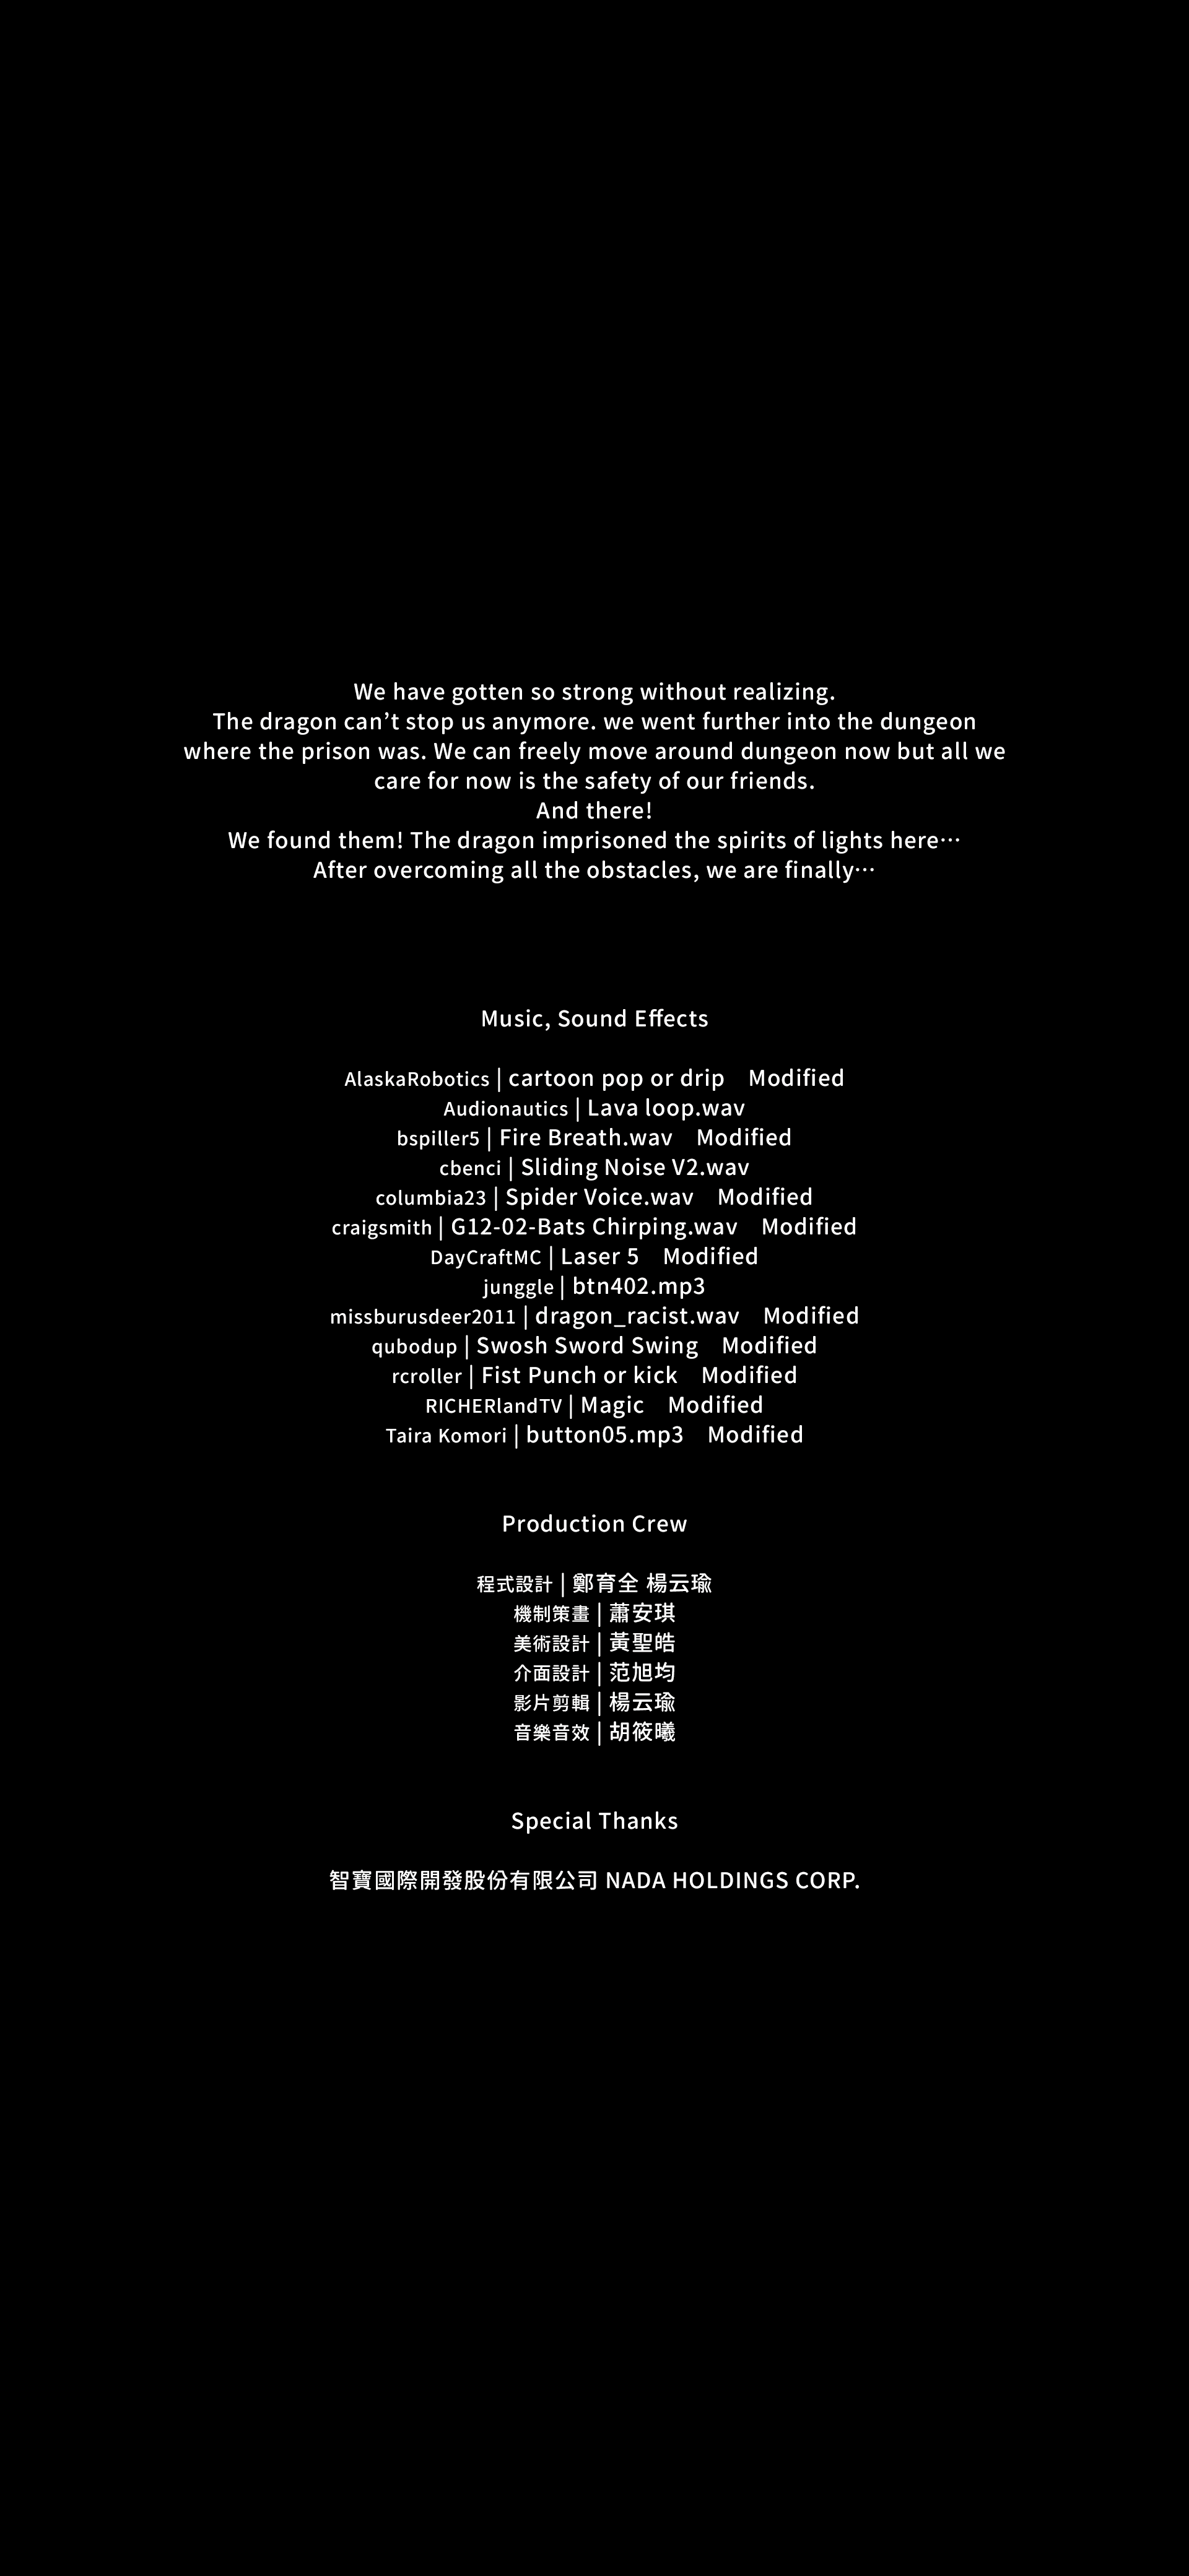 We have gotten so strong without realizing.
The dragon can’t stop us anymore. we went further into the dungeon
where the prison was. We can freely move around dungeon now but all we
care for now is the safety of our friends.
And there!
We found them! The dragon imprisoned the spirits of lights here⋯
After overcoming all the obstacles, we are finally⋯
Music, Sound Effects
AlaskaRobotics | cartoon pop or drip　Modified
Audionautics | Lava loop.wav
bspiller5 | Fire Breath.wav　Modified
cbenci | Sliding Noise V2.wav
columbia23 | Spider Voice.wav　Modified
craigsmith | G12-02-Bats Chirping.wav　Modified
DayCraftMC | Laser 5　Modified
junggle | btn402.mp3
missburusdeer2011 | dragon_racist.wav　Modified
qubodup | Swosh Sword Swing　Modified
rcroller | Fist Punch or kick　Modified
RICHERlandTV | Magic　Modified
Taira Komori | button05.mp3　Modified
Production Crew
程式設計 | 鄭育全 楊云瑜
機制策畫 | 蕭安琪
美術設計 | 黃聖皓
介面設計 | 范旭均
影片剪輯 | 楊云瑜
音樂音效 | 胡筱曦
Special Thanks
智寶國際開發股份有限公司 NADA HOLDINGS CORP.